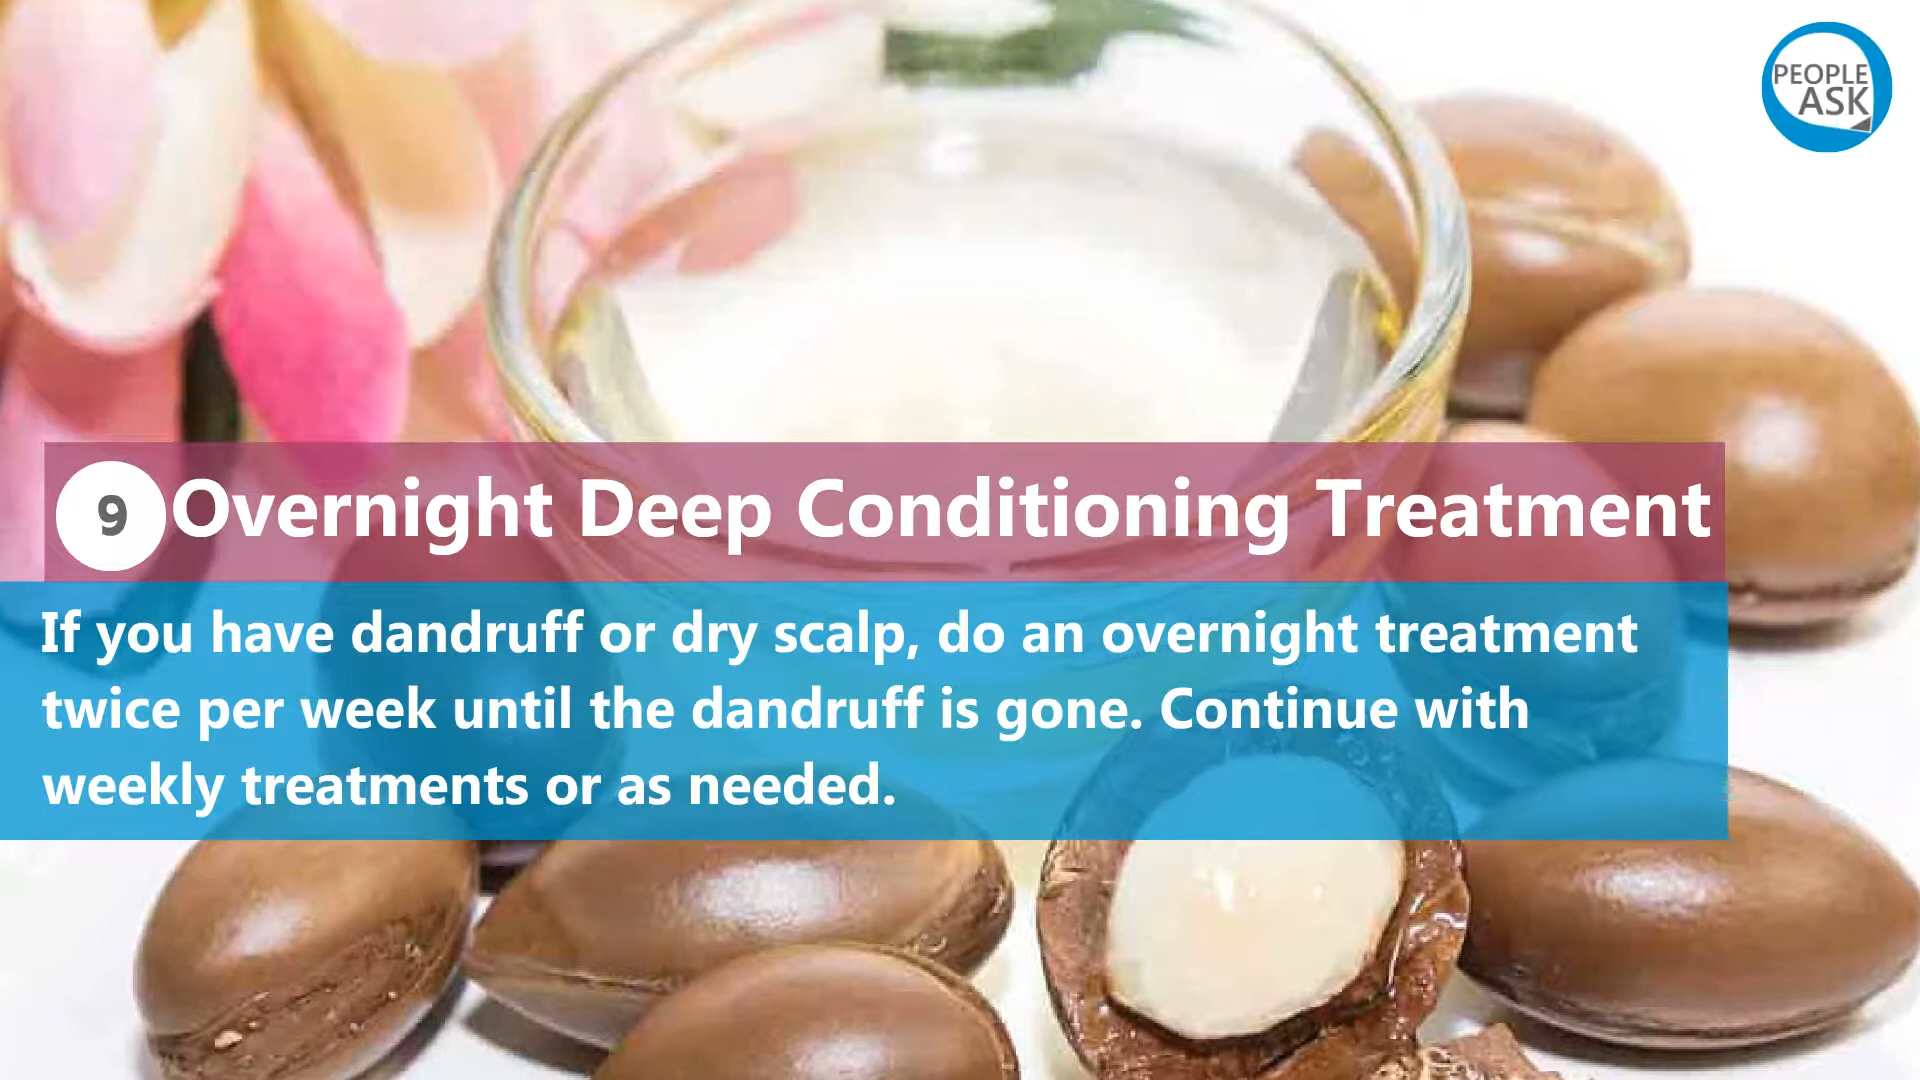 PEOPLE
ASK
9 Overnight Deep Conditioning Treatment
If you have dandruff or dry scalp, do an overnight treatment
twice per week until the dandruff is gone. Continue with
weekly treatments or as needed.